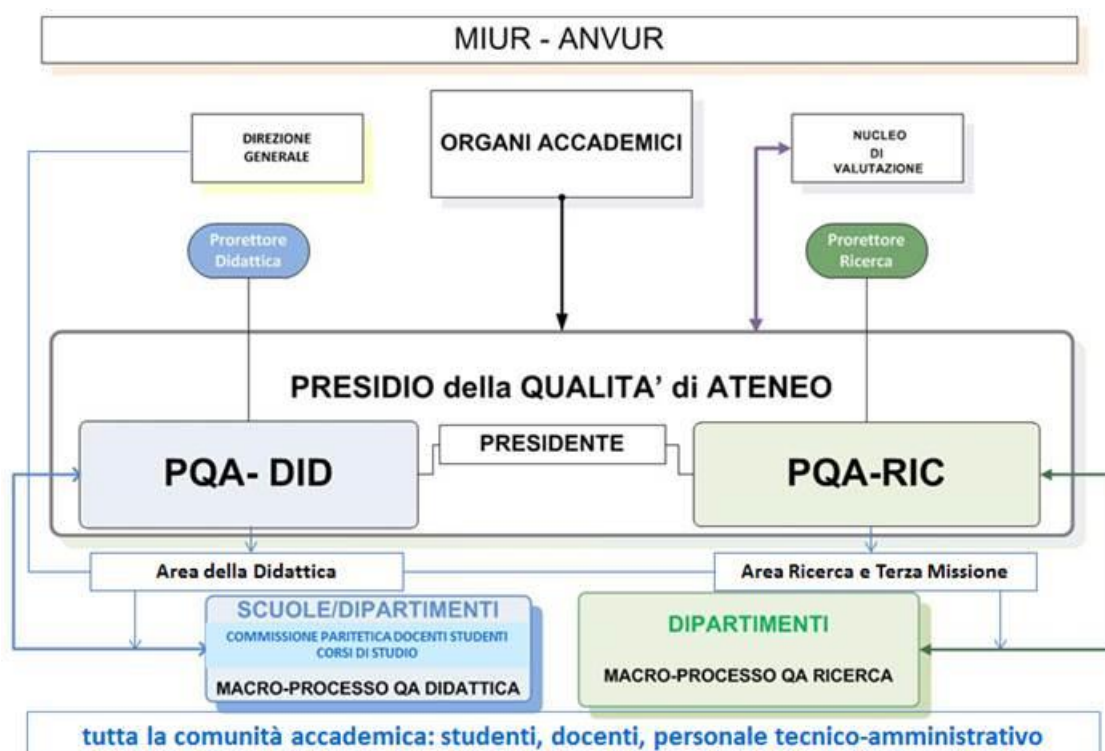 MIUR - ANVUR
DIREZIONE
GENERALE
ORGANI ACCADEMICI
NUCLEO
DI
VALUTAZIONE
Prorettore
Didattica
Prorettore
Ricerca
PRESIDIO della QUALITA' di ATENEO
PRESIDENTE
PQA- DID
PQA-RIC
Area della Didattica
Area Ricerca e Terza Missione
SCUOLE/DIPARTIMENTI
COMMISSIONE PARITETICA DOCENTI STUDENTI
CORSI DI STUDIO
MACRO-PROCESSO QA DIDATTICA
DIPARTIMENTI
MACRO-PROCESSO QA RICERCA
tutta la comunità accademica: studenti, docenti, personale tecnico-amministrativo